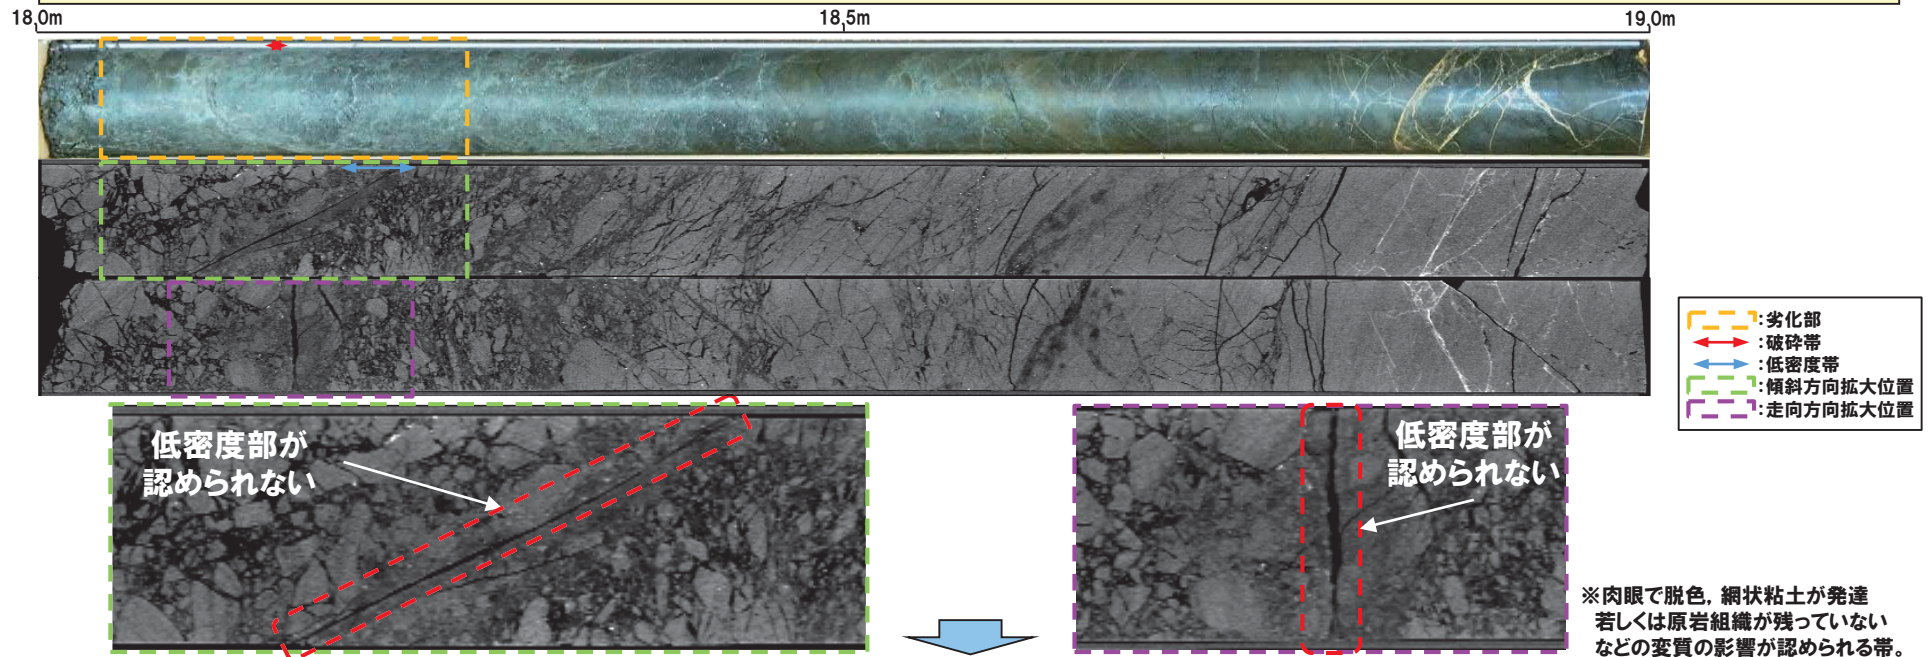 18.0m
18.5m
19.0m
:劣化部
:破砕帯
:低密度帯
:傾斜方向拡大位置
:走向方向拡大位置
低密度部が
認められない
低密度部が
認められない
※肉眼で脱色，網状粘土が発達
若しくは原岩組織が残っていない
などの変質の影響が認められる帯。